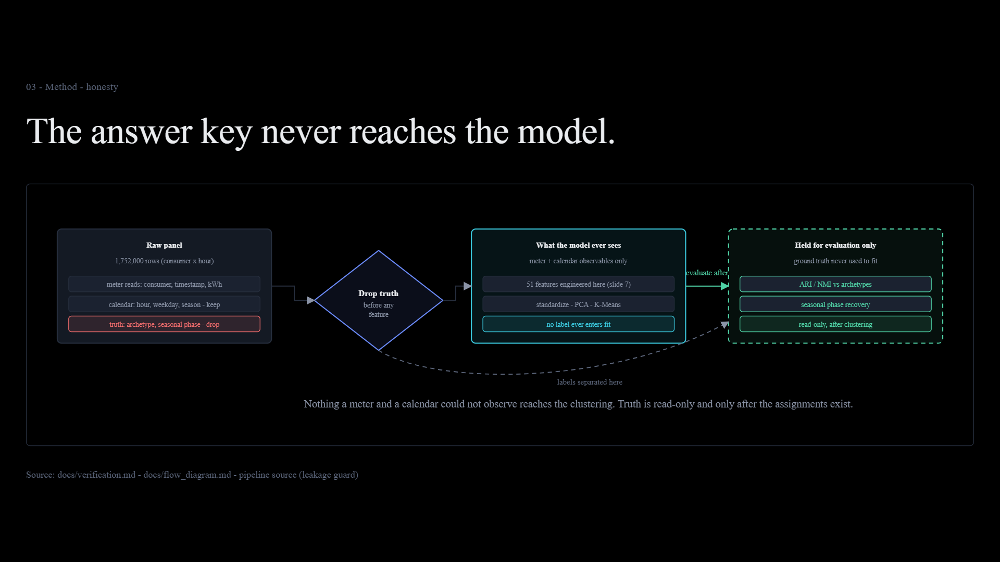 03 - Method - honesty
The answer key never reaches the model.
Raw panel
1,752,000 rows (consumer x hour)
meter reads: consumer, timestamp, kWh
calendar: hour, weekday, season - keep
truth: archetype, seasonal phase - drop
Drop truth
before any
feature
What the model ever sees
meter + calendar observables only
51 features engineered here (slide 7)
standardize - PCA - K-Means
no label ever enters fit
evaluate after
Held for evaluation only
ground truth never used to fit
ARI / NMI vs archetypes
seasonal phase recovery
read-only, after clustering
labels separated here
Nothing a meter and a calendar could not observe reaches the clustering. Truth is read-only and only after the assignments exist.
Source: docs/verification.md - docs/flow_diagram.md - pipeline source (leakage guard)